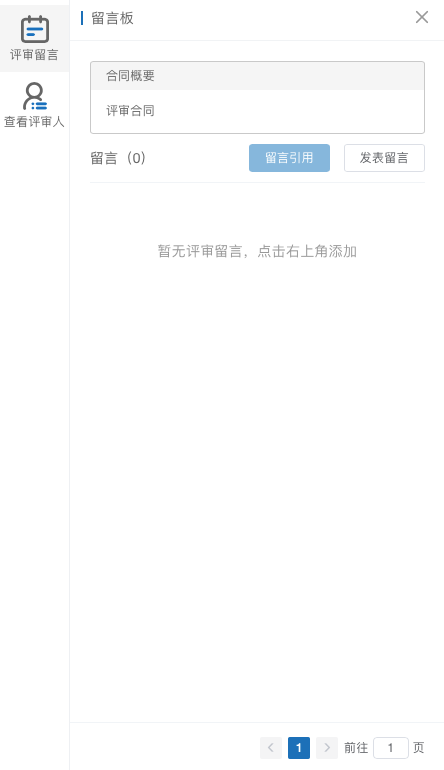 评审留言
查看评审人
留言板
合同概要
评审合同
留言（0） 留言引用 发表留言
暂无评审留言，点击右上角添加
1 前往 1 页